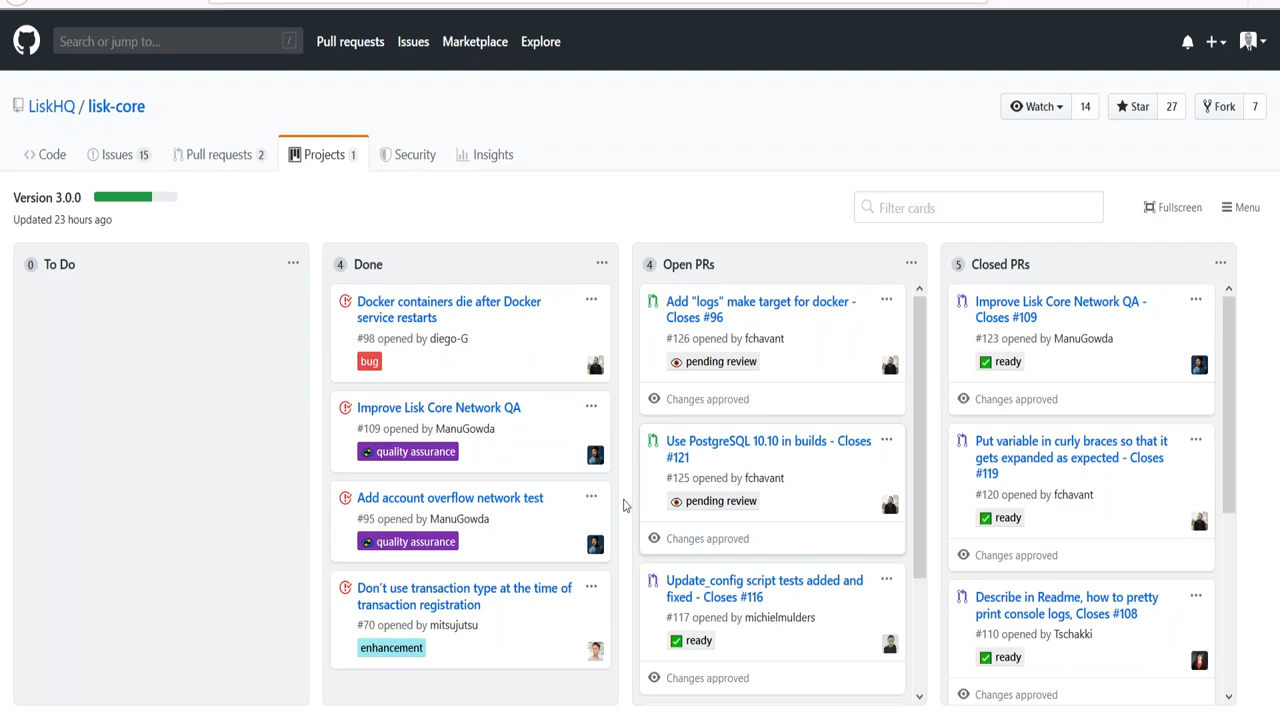 Search or jump to... /
Pull requests Issues Marketplace Explore
LiskHQ / lisk-core
Watch 14 Star 27 Fork 7
Code Issues 15 Pull requests 2 Projects 1 Security Insights
Version 3.0.0
Updated 23 hours ago
Filter cards
Fullscreen Menu
0 To Do
4 Done
Docker containers die after Docker
service restarts
#98 opened by diego-G
bug
Improve Lisk Core Network QA
#109 opened by ManuGowda
quality assurance
Add account overflow network test
#95 opened by ManuGowda
quality assurance
Don't use transaction type at the time of
transaction registration
#70 opened by mitsujutsu
enhancement
4 Open PRs
Add "logs" make target for docker -
Closes #96
#126 opened by fchavant
pending review
Changes approved
Use PostgreSQL 10.10 in builds - Closes
#121
#125 opened by fchavant
pending review
Changes approved
Update_config script tests added and
fixed - Closes #116
#117 opened by michielmulders
ready
Changes approved
5 Closed PRs
Improve Lisk Core Network QA -
Closes #109
#123 opened by ManuGowda
ready
Changes approved
Put variable in curly braces so that it
gets expanded as expected - Closes
#119
#120 opened by fchavant
ready
Changes approved
Describe in Readme, how to pretty
print console logs, Closes #108
#110 opened by Tschakki
ready
Changes approved